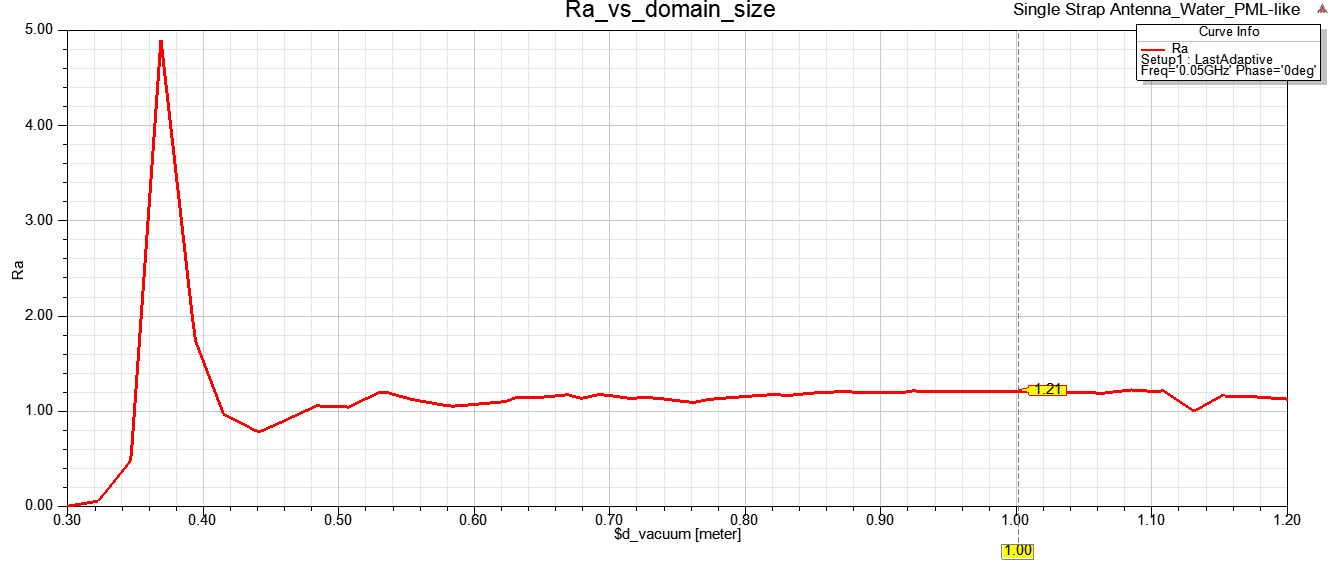 Ra_vs_domain_size
Single Strap Antenna_Water_PML-like
Curve Info
Ra
Setup1 : LastAdaptive
Freq='0.05GHz' Phase='0deg'
5.00
4.00
3.00
2.00
1.00
0.00
Ra
1.21
0.30 0.40 0.50 0.60 0.70 0.80 0.90 1.00 1.10 1.20
$d_vacuum [meter]
1.00